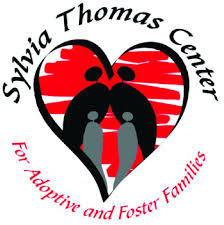 Sylvia Thomas Center
For Adoptive and Foster Families